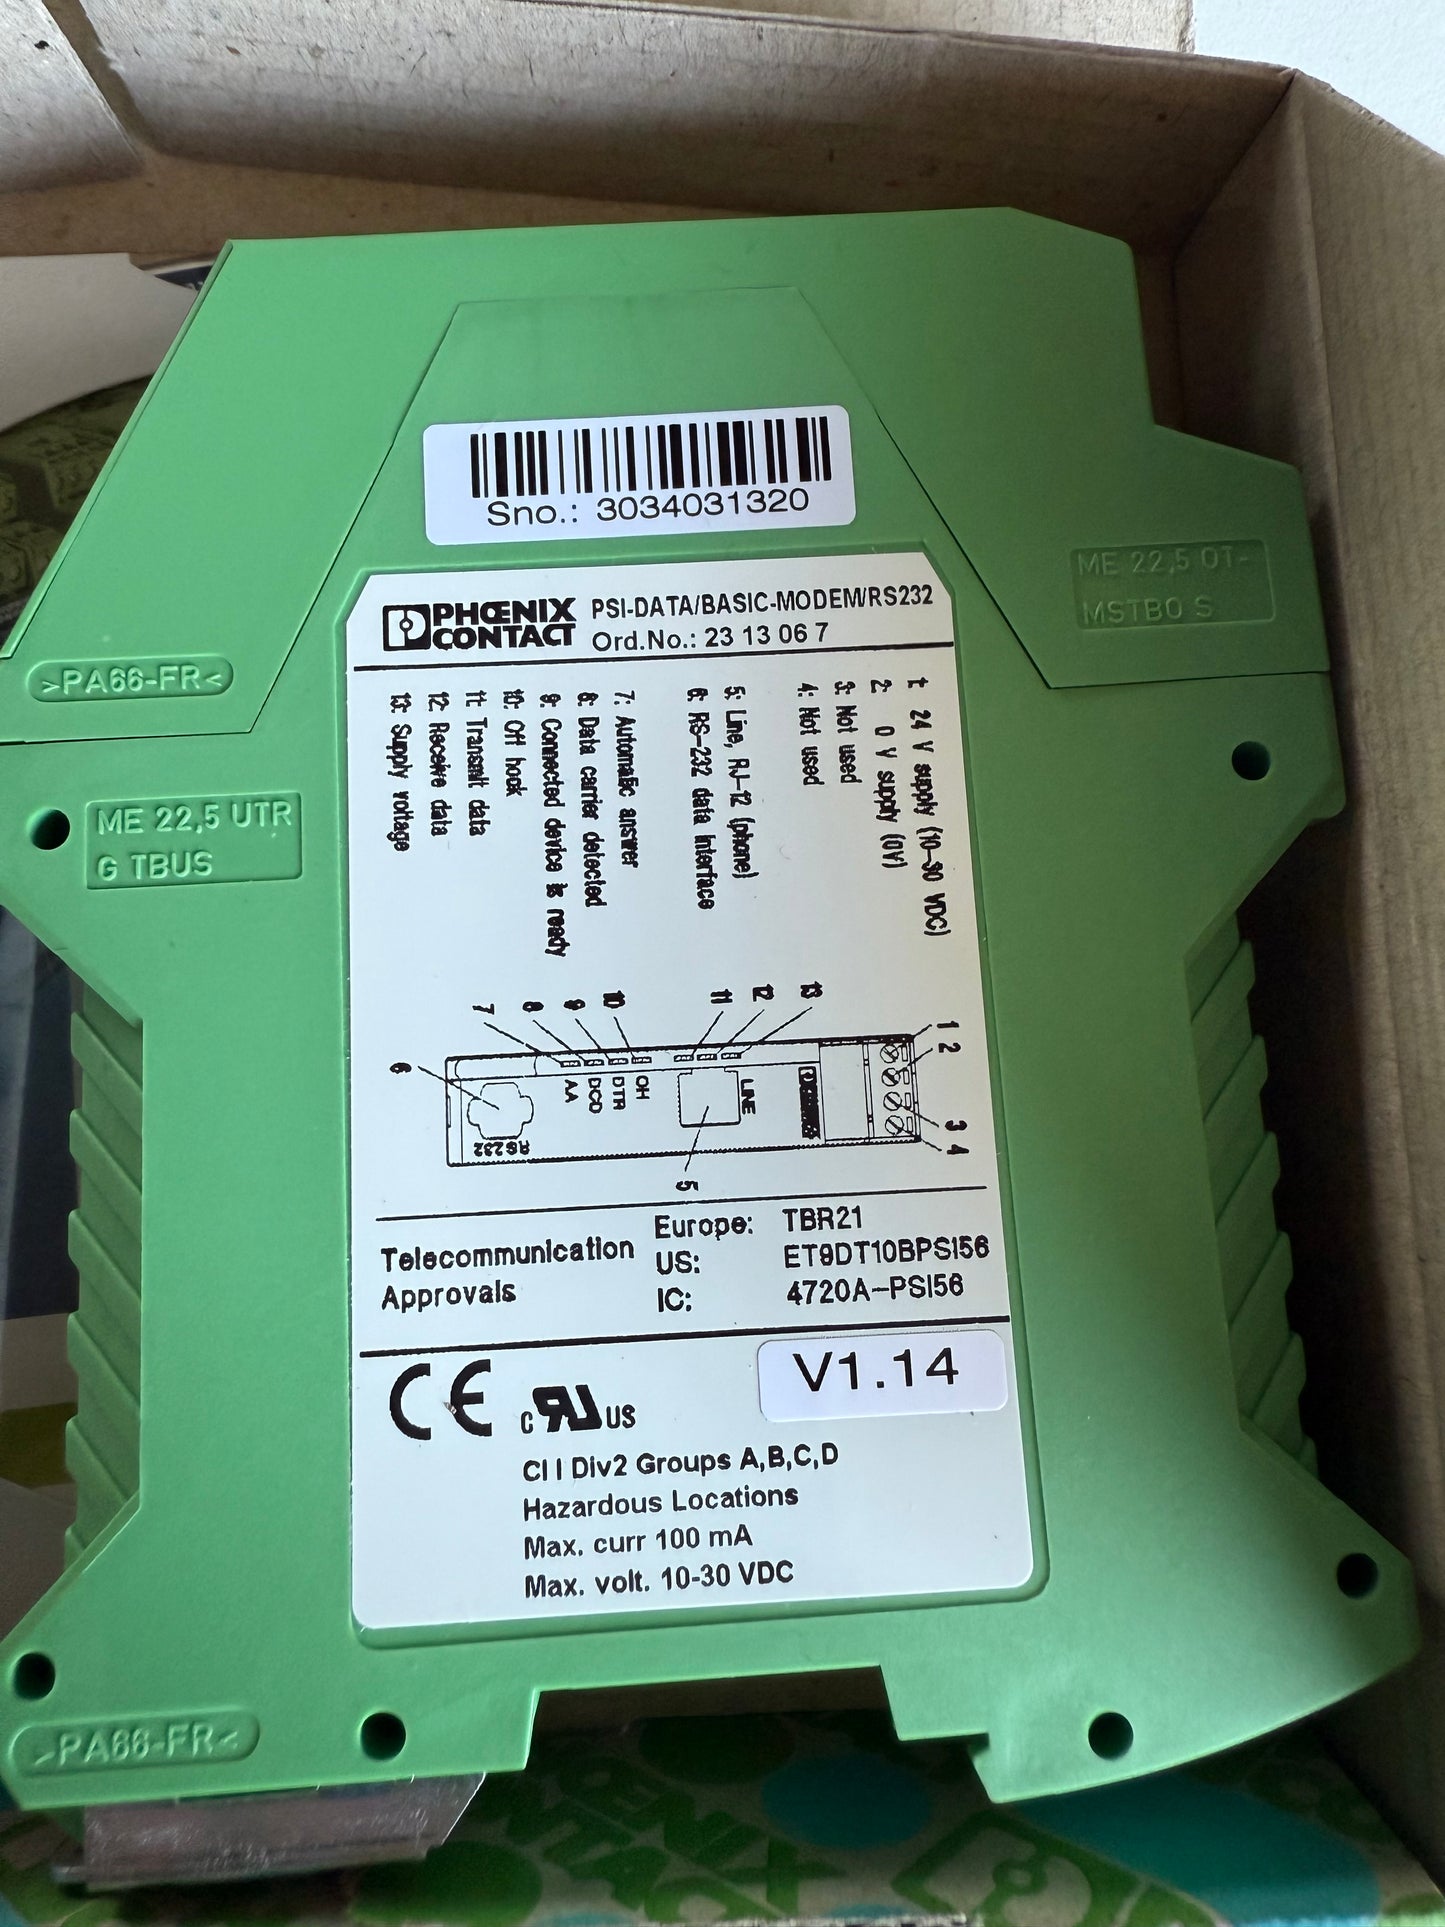 Sno.: 3034031320
PHŒNIX
CONTACT
PSI-DATA/BASIC-MODEM/RS232
Ord.No.: 23 13 06 7
1: 24 V supply (10-30 VDC)
2: 0 V supply (0V)
3: Not used
4: Not used
5: Line, RJ-12 (phone)
6: RS-232 data interface
7: Automatic answer
8: Data carrier detected
9: Connected device is ready
10: Off hook
11: Transmit data
12: Receive data
13: Supply voltage
7
8
9
10
11
12
13
1
2
3
4
5
6
AA
DCD
DTR
OH
LINE
RS232
Telecommunication
Approvals
Europe: TBR21
US: ET9DT10BPSI56
IC: 4720A-PSI56
CE
c US
V1.14
Cl I Div2 Groups A,B,C,D
Hazardous Locations
Max. curr 100 mA
Max. volt. 10-30 VDC
ME 22,5 OT-
MSTBO S
>PA66-FR<
ME 22,5 UTR
G TBUS
>PA66-FR<